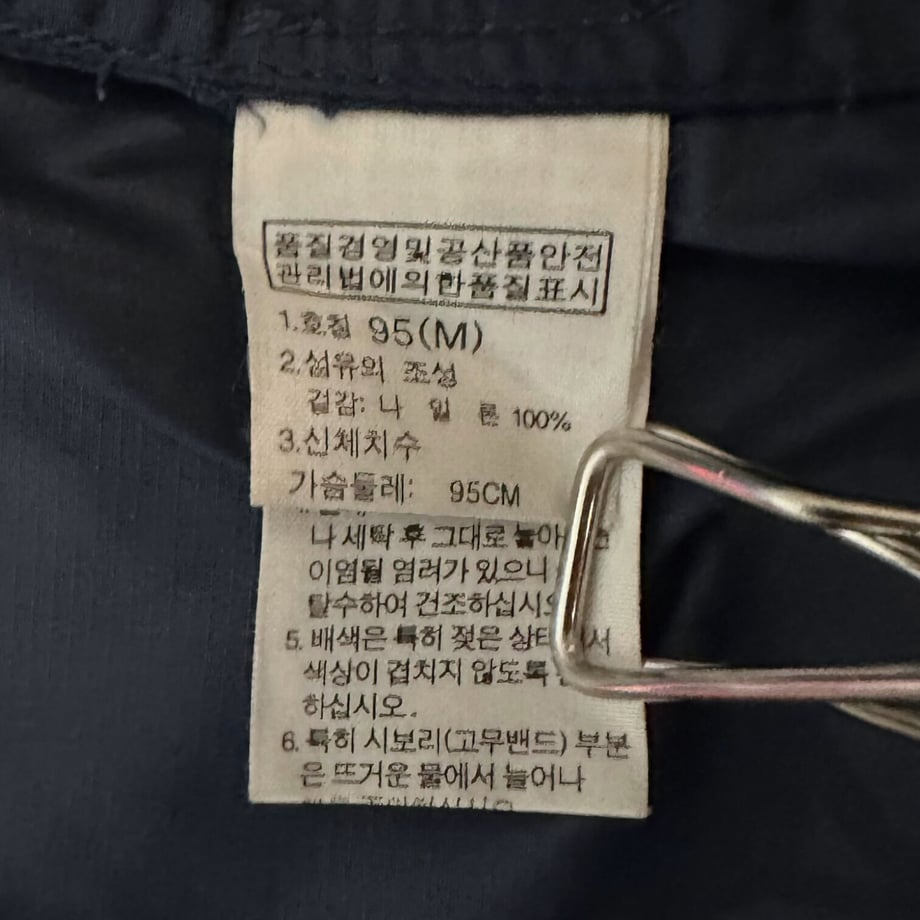 품질경영및공산품안전
관리법에의한품질표시
1.호칭 95(M)
2.섬유의 조성
겉감: 나 일 론 100%
3.신체치수
가슴둘레: 95CM
나 세탁 후 그대로 놓아
이염될 염려가 있으니
탈수하여 건조하십시오
5. 배색은 특히 젖은 상태 서
색상이 겹치지 않도록
하십시오.
6. 특히 시보리(고무밴드) 부분
은 뜨거운 물에서 늘어나